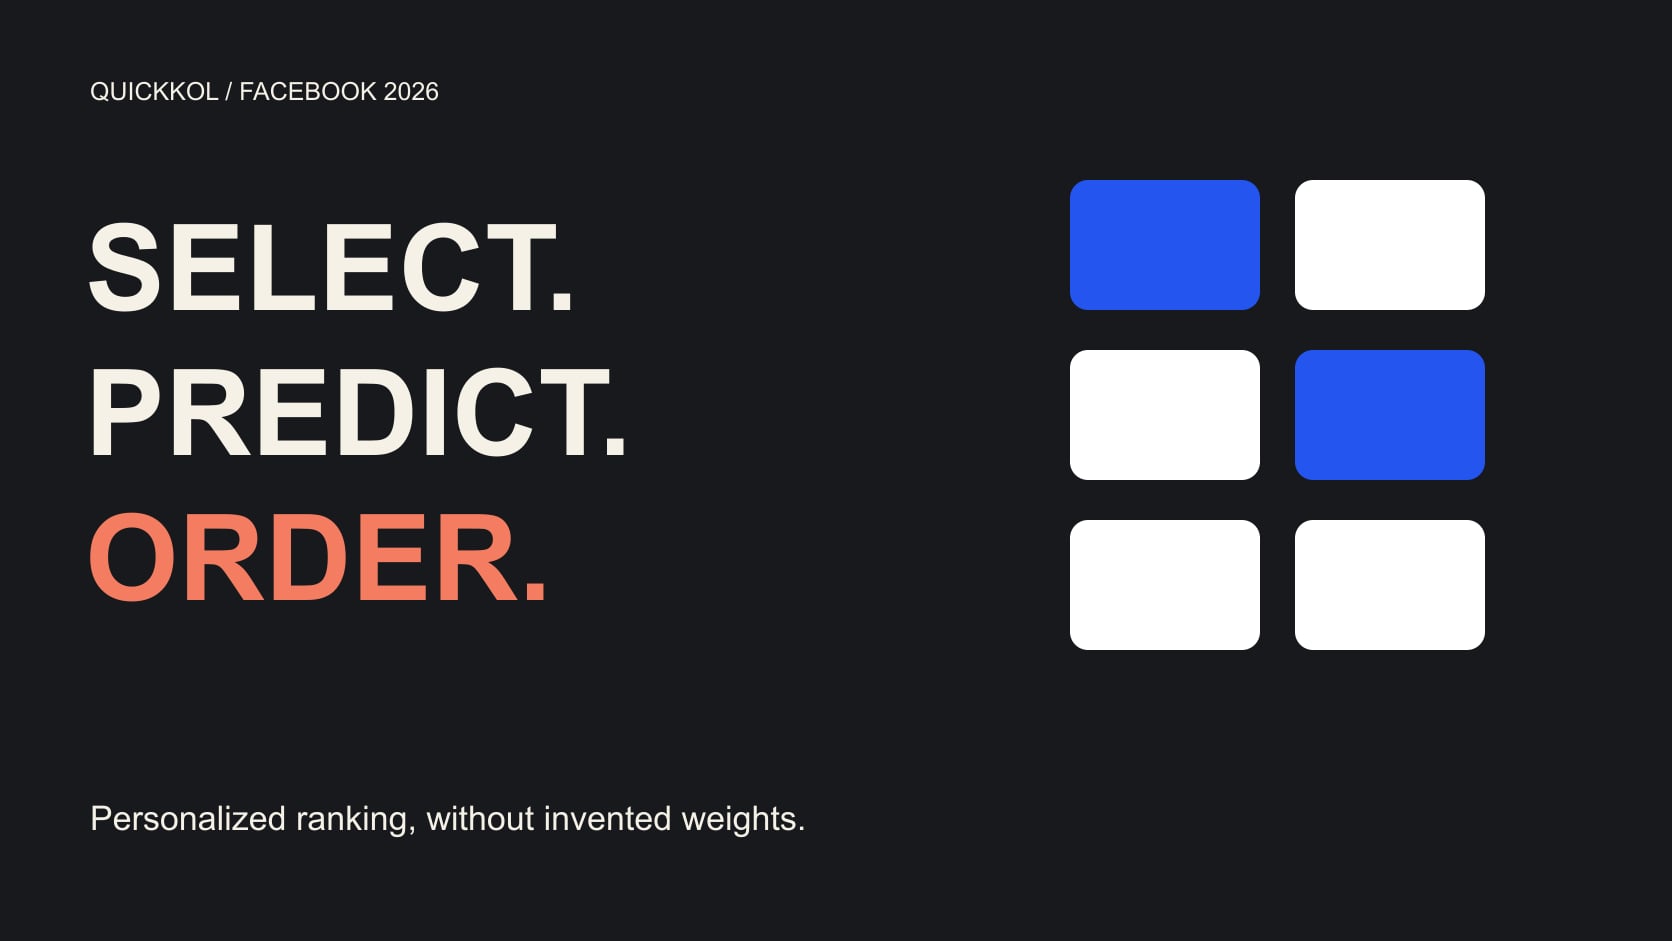 QUICKKOL / FACEBOOK 2026
SELECT.
PREDICT.
ORDER.
Personalized ranking, without invented weights.